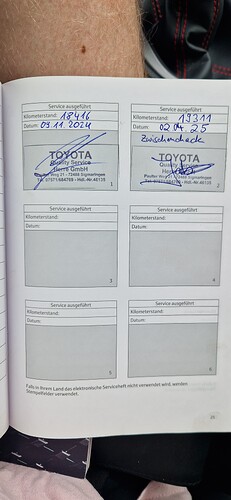 Service ausgeführt
Kilometerstand: 18416
Datum: 03.11.2024
TOYOTA
Quality Service
Herre GmbH
1
Service ausgeführt
Kilometerstand: 19311
Datum: 02.04.25
Zwischencheck
TOYOTA
Quality Service
2
Service ausgeführt
Kilometerstand:
Datum:
3
Service ausgeführt
Kilometerstand:
Datum:
4
Service ausgeführt
Kilometerstand:
Datum:
5
Service ausgeführt
Kilometerstand:
Datum:
6
Falls in Ihrem Land das elektronische Serviceheft nicht verwendet wird, werden
Stempelfelder verwendet.